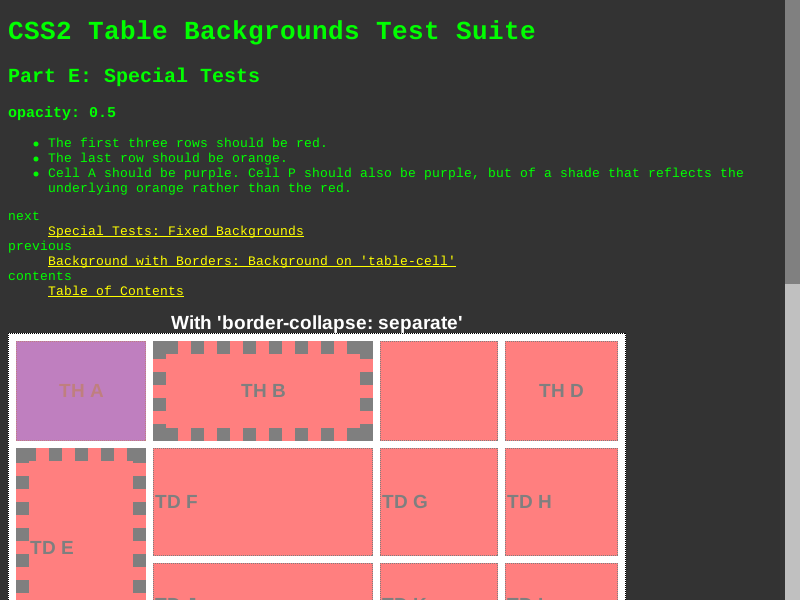 CSS2 Table Backgrounds Test Suite
Part E: Special Tests
opacity: 0.5
The first three rows should be red.
The last row should be orange.
Cell A should be purple. Cell P should also be purple, but of a shade that reflects the
underlying orange rather than the red.
next
Special Tests: Fixed Backgrounds
previous
Background with Borders: Background on 'table-cell'
contents
Table of Contents
With 'border-collapse: separate'
TH A TH B TH D
TD F TD G TD H
TD E